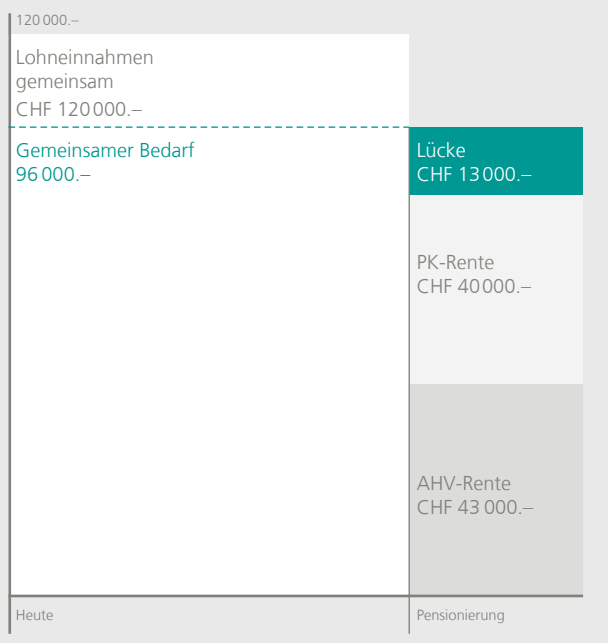 120 000.–
Lohneinnahmen
gemeinsam
CHF 120 000.–
Gemeinsamer Bedarf
96 000.–
Lücke
CHF 13 000.–
PK-Rente
CHF 40 000.–
AHV-Rente
CHF 43 000.–
Heute
Pensionierung